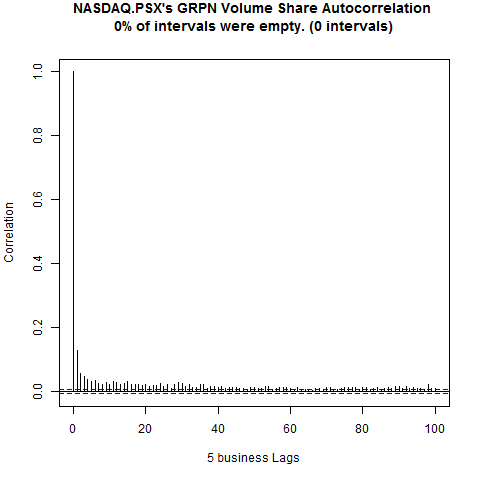 NASDAQ.PSX's GRPN Volume Share Autocorrelation
0% of intervals were empty. (0 intervals)
1.0
0.8
0.6
0.4
0.2
0.0
Correlation
0 20 40 60 80 100
5 business Lags